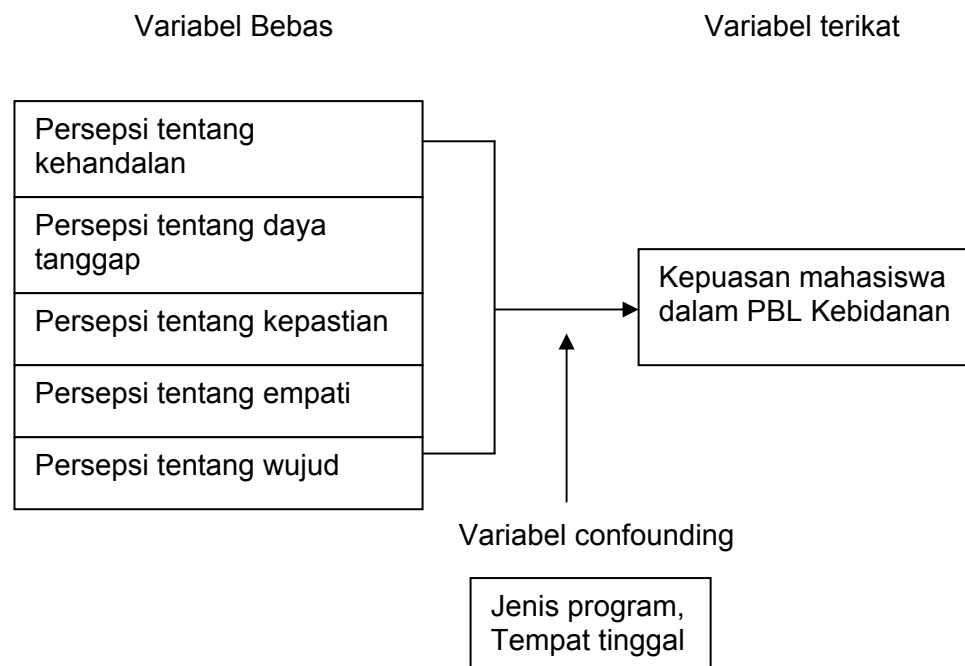 Variabel Bebas
Variabel terikat
Persepsi tentang
kehandalan
Persepsi tentang daya
tanggap
Persepsi tentang kepastian
Persepsi tentang empati
Persepsi tentang wujud
Kepuasan mahasiswa
dalam PBL Kebidanan
Variabel confounding
Jenis program,
Tempat tinggal